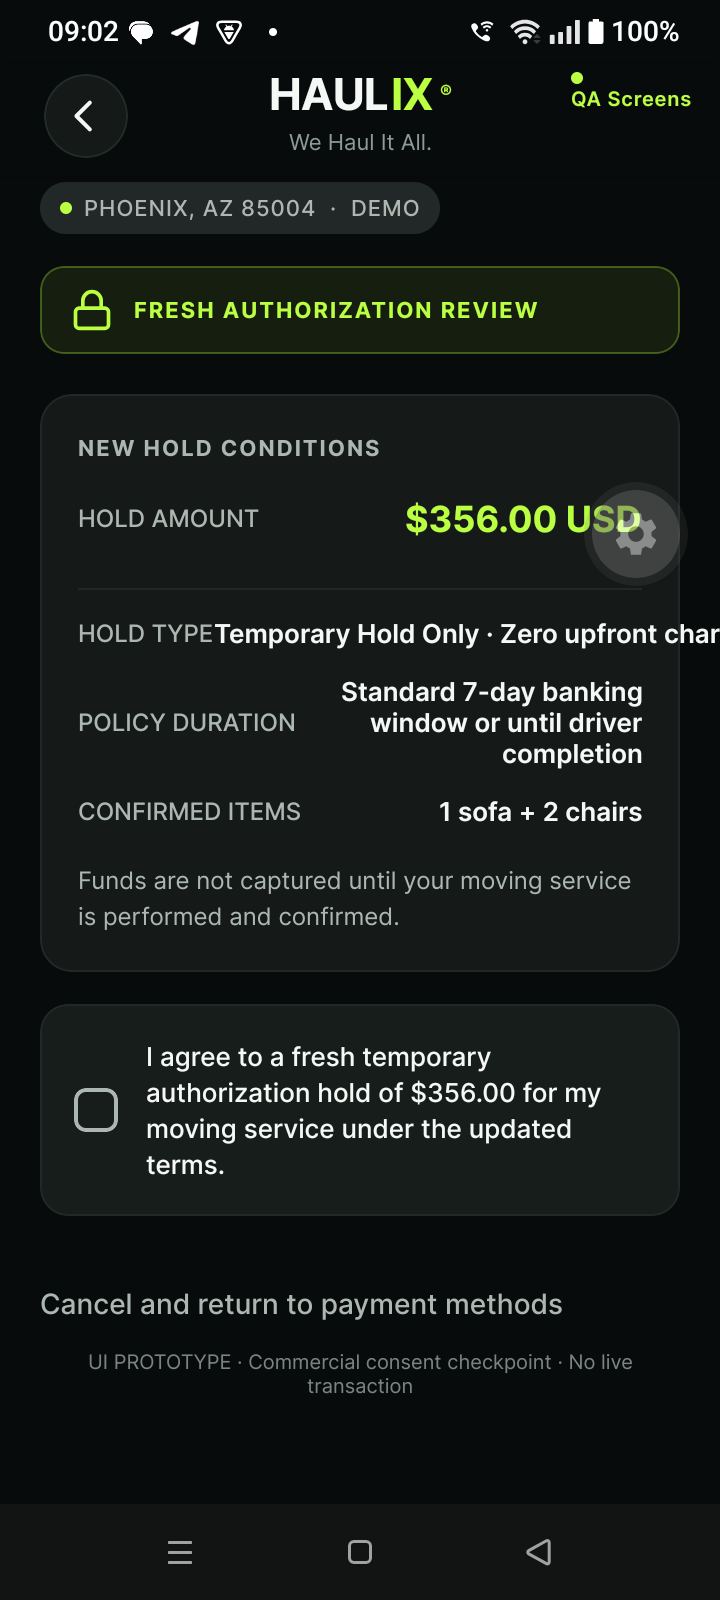 09:02
100%
HAULIX ®
QA Screens
We Haul It All.
PHOENIX, AZ 85004 · DEMO
FRESH AUTHORIZATION REVIEW
NEW HOLD CONDITIONS
HOLD AMOUNT $356.00 USD
HOLD TYPE Temporary Hold Only · Zero upfront char
POLICY DURATION Standard 7-day banking
window or until driver
completion
CONFIRMED ITEMS 1 sofa + 2 chairs
Funds are not captured until your moving service
is performed and confirmed.
I agree to a fresh temporary
authorization hold of $356.00 for my
moving service under the updated
terms.
Cancel and return to payment methods
UI PROTOTYPE · Commercial consent checkpoint · No live
transaction